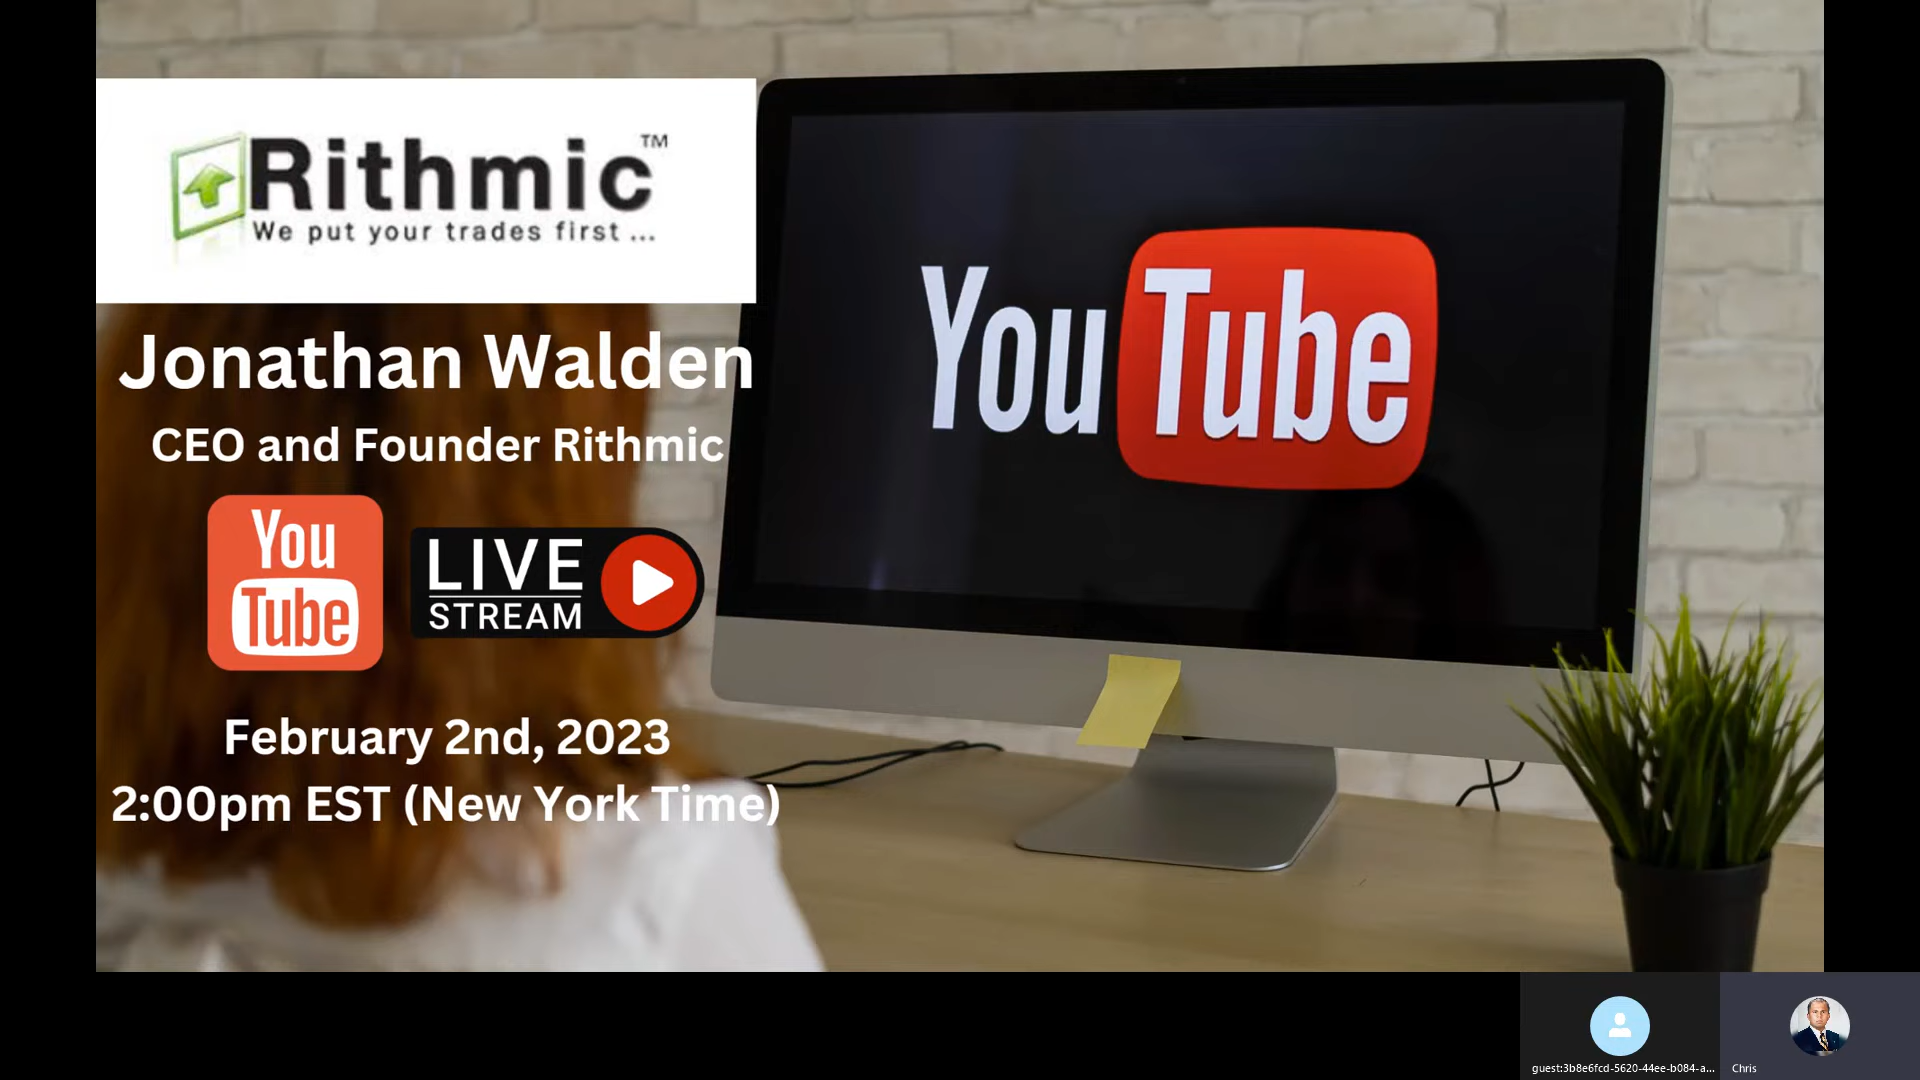 Rithmic™
We put your trades first ...
Jonathan Walden
CEO and Founder Rithmic
You
Tube
LIVE
STREAM
February 2nd, 2023
2:00pm EST (New York Time)
YouTube
guest:3b8e6fcd-5620-44ee-b084-a...
Chris